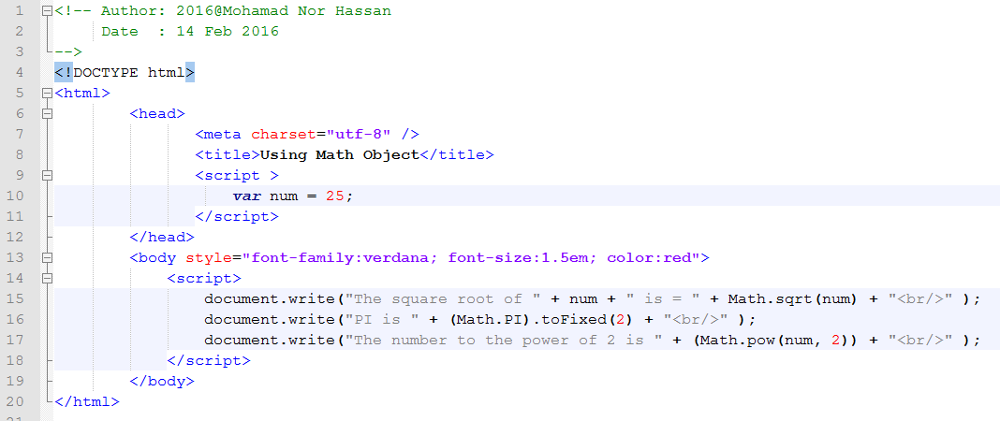 1 <!-- Author: 2016@Mohamad Nor Hassan
2 Date : 14 Feb 2016
3 -->
4 <!DOCTYPE html>
5 <html>
6 <head>
7 <meta charset="utf-8" />
8 <title>Using Math Object</title>
9 <script >
10 var num = 25;
11 </script>
12 </head>
13 <body style="font-family:verdana; font-size:1.5em; color:red">
14 <script>
15 document.write("The square root of " + num + " is = " + Math.sqrt(num) + "<br/>" );
16 document.write("PI is " + (Math.PI).toFixed(2) + "<br/>" );
17 document.write("The number to the power of 2 is " + (Math.pow(num, 2)) + "<br/>" );
18 </script>
19 </body>
20 </html>